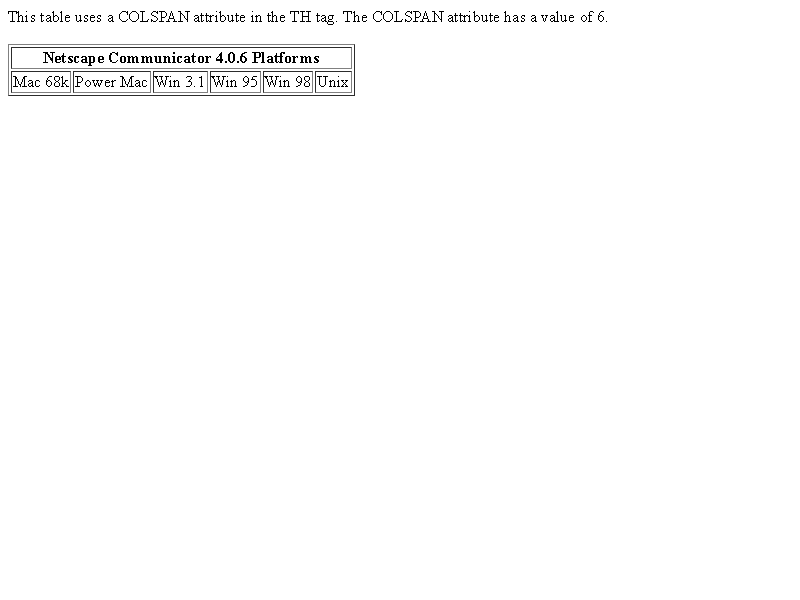 This table uses a COLSPAN attribute in the TH tag. The COLSPAN attribute has a value of 6.
Netscape Communicator 4.0.6 Platforms
Mac 68k Power Mac Win 3.1 Win 95 Win 98 Unix